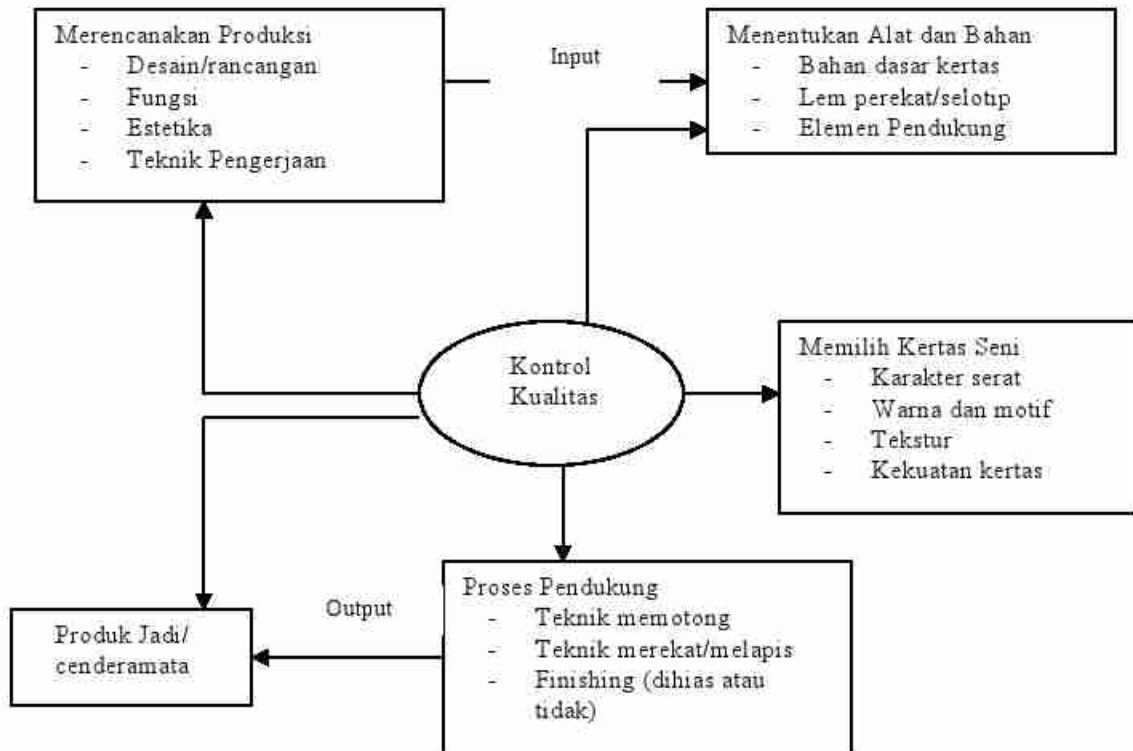 Merencanakan Produksi
- Desain/rancangan
- Fungsi
- Estetika
- Teknik Pengerjaan
Input
Menentukan Alat dan Bahan
- Bahan dasar kertas
- Lem perekat/selotip
- Elemen Pendukung
Kontrol
Kualitas
Memilih Kertas Seni
- Karakter serat
- Warna dan motif
- Tekstur
- Kekuatan kertas
Proses Pendukung
- Teknik memotong
- Teknik merekat/melapis
- Finishing (dihias atau
tidak)
Output
Produk Jadi/
cenderamata